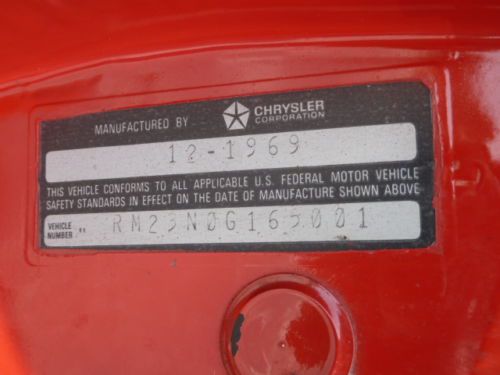 MANUFACTURED BY CHRYSLER CORPORATION
12-1969
THIS VEHICLE CONFORMS TO ALL APPLICABLE U.S. FEDERAL MOTOR VEHICLE
SAFETY STANDARDS IN EFFECT ON THE DATE OF MANUFACTURE SHOWN ABOVE
VEHICLE NUMBER RM23N0G165001